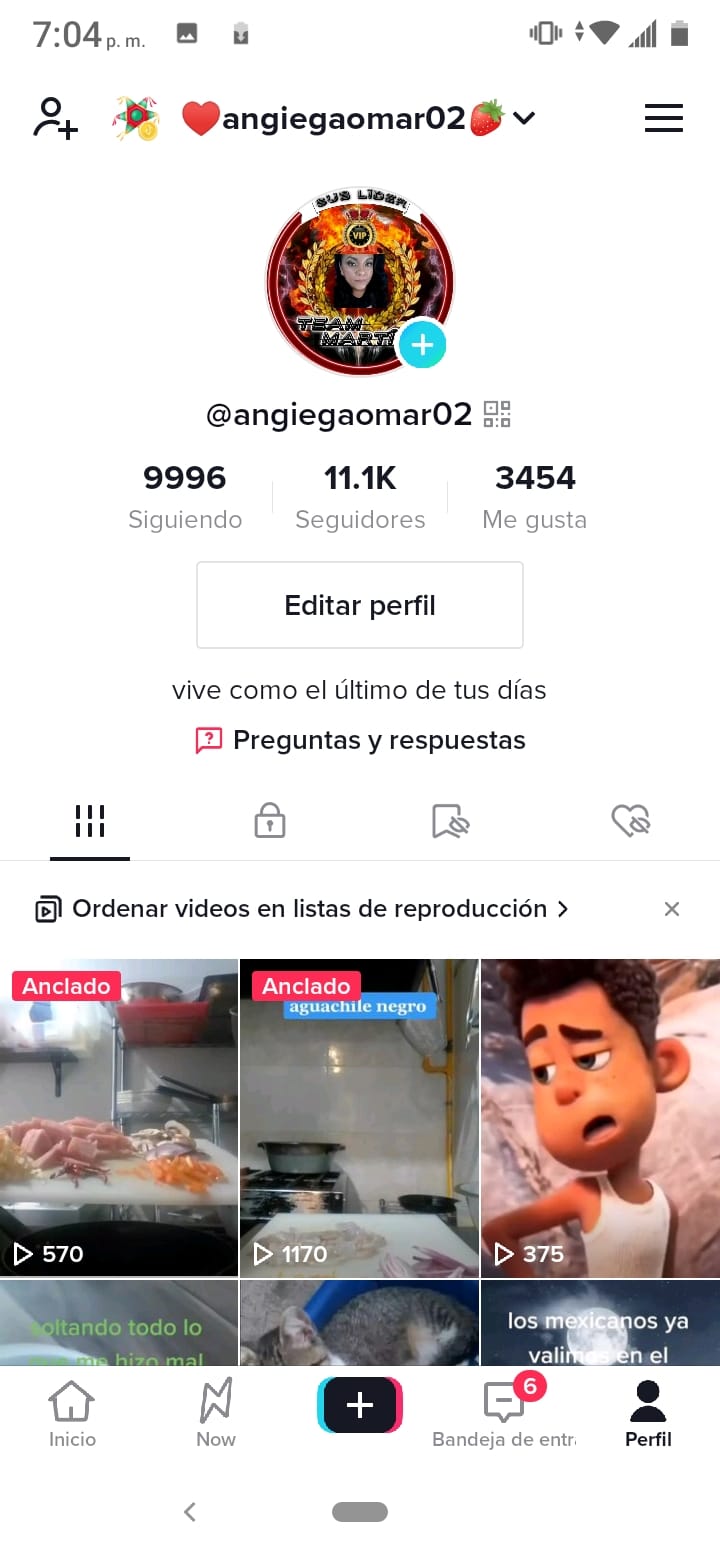 7:04 p. m.
angiegaomar02
SUS LÍDER
VIP
TEAM
@angiegaomar02
9996
11.1K
3454
Siguiendo
Seguidores
Me gusta
Editar perfil
vive como el último de tus días
Preguntas y respuestas
Ordenar videos en listas de reproducción
Anclado
Anclado
aguachile negro
570
1170
375
soltando todo lo
que me hizo mal
los mexicanos ya
valimos en el
6
Inicio
Now
Bandeja de entr
Perfil